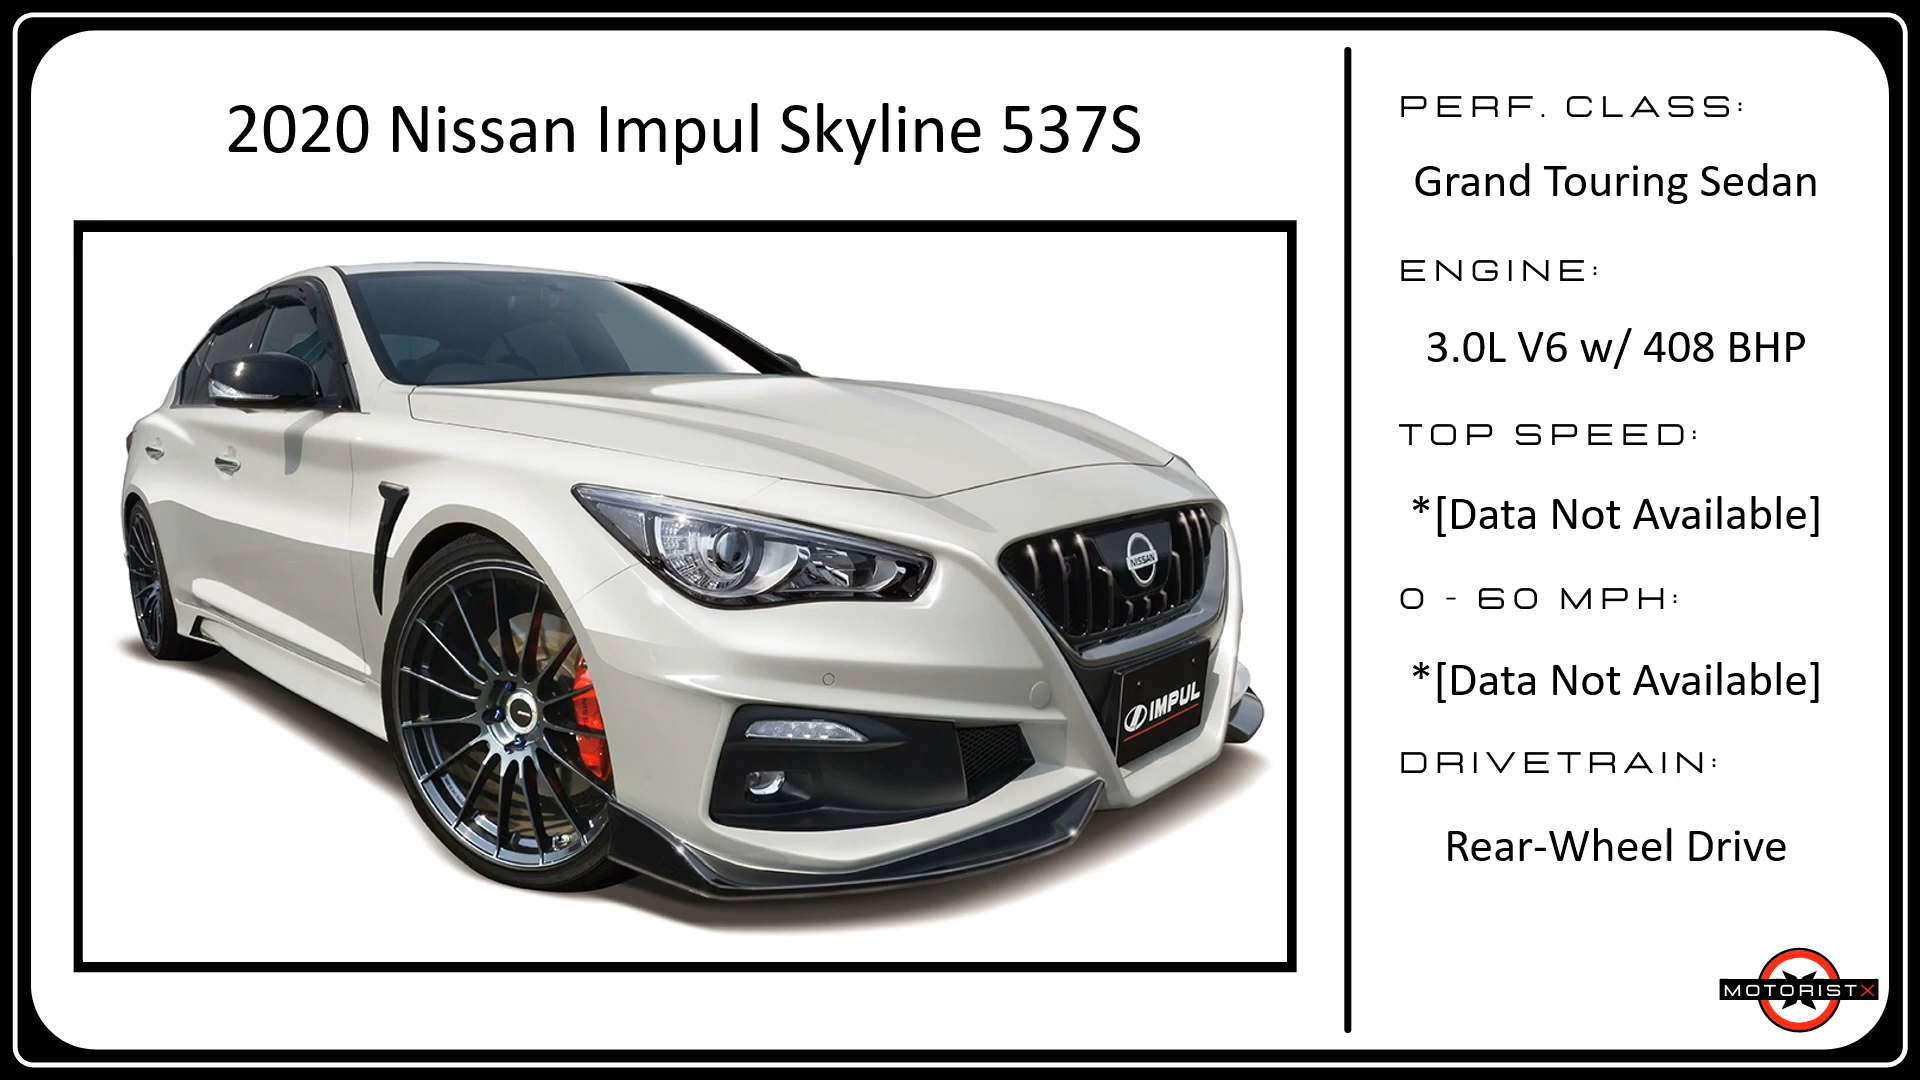 2020 Nissan Impul Skyline 537S
NISSAN
IMPUL
PERF. CLASS:
Grand Touring Sedan
ENGINE:
3.0L V6 w/ 408 BHP
TOP SPEED:
*[Data Not Available]
0 - 60 MPH:
*[Data Not Available]
DRIVETRAIN:
Rear-Wheel Drive
MOTORISTX